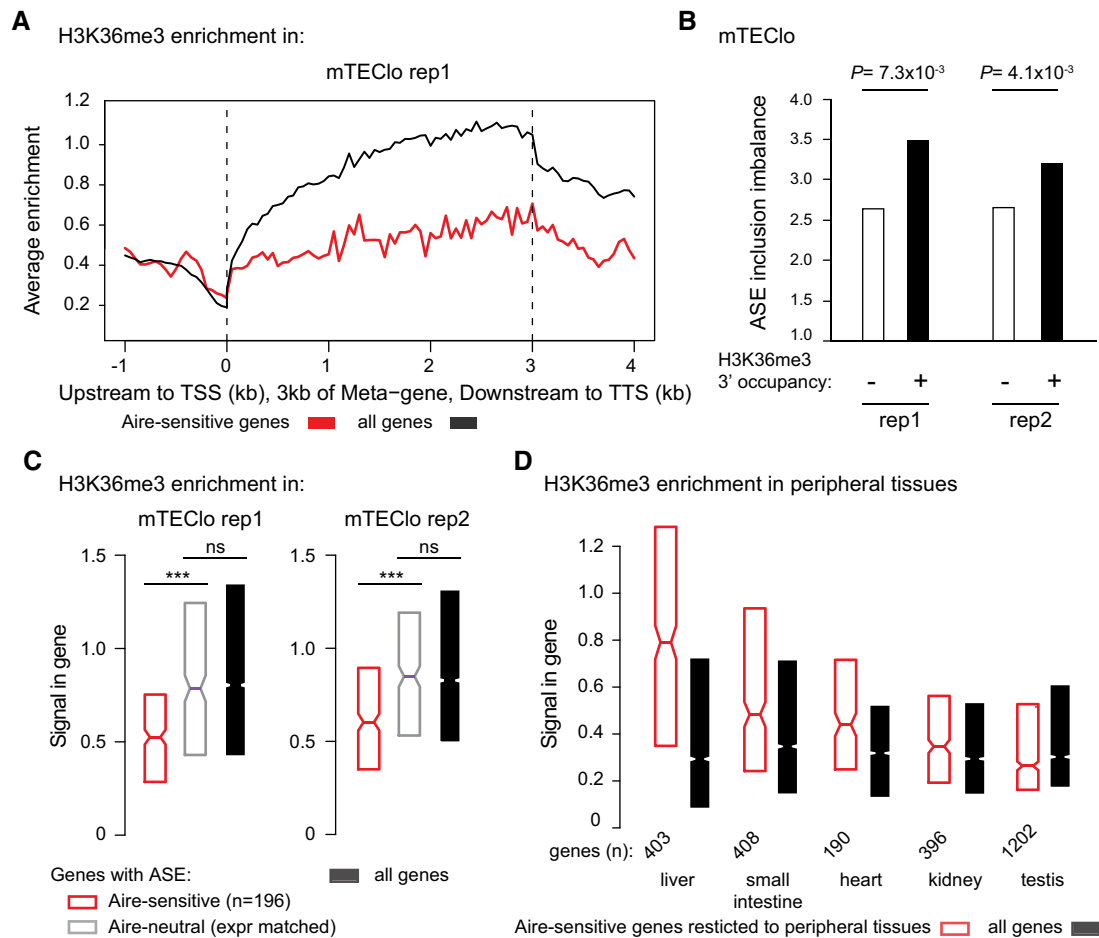 A
H3K36me3 enrichment in:
mTEClo rep1
Average enrichment
1.2
1.0
0.8
0.6
0.4
0.2
-1
0
1
2
3
4
Upstream to TSS (kb), 3kb of Meta−gene, Downstream to TTS (kb)
Aire-sensitive genes
all genes
B
mTEClo
P= 7.3x10-3
P= 4.1x10-3
ASE inclusion imbalance
4.0
3.5
3.0
2.5
2.0
1.5
1.0
H3K36me3
3' occupancy:
-
+
-
+
rep1
rep2
C
H3K36me3 enrichment in:
mTEClo rep1
mTEClo rep2
Signal in gene
1.5
1.0
0.5
0
***
ns
1.5
1.0
0.5
0
***
ns
Genes with ASE:
Aire-sensitive (n=196)
Aire-neutral (expr matched)
all genes
D
H3K36me3 enrichment in peripheral tissues
Signal in gene
1.2
1.0
0.8
0.6
0.4
0.2
0
genes (n):
403
408
190
396
1202
liver
small
intestine
heart
kidney
testis
Aire-sensitive genes resticted to peripheral tissues
all genes